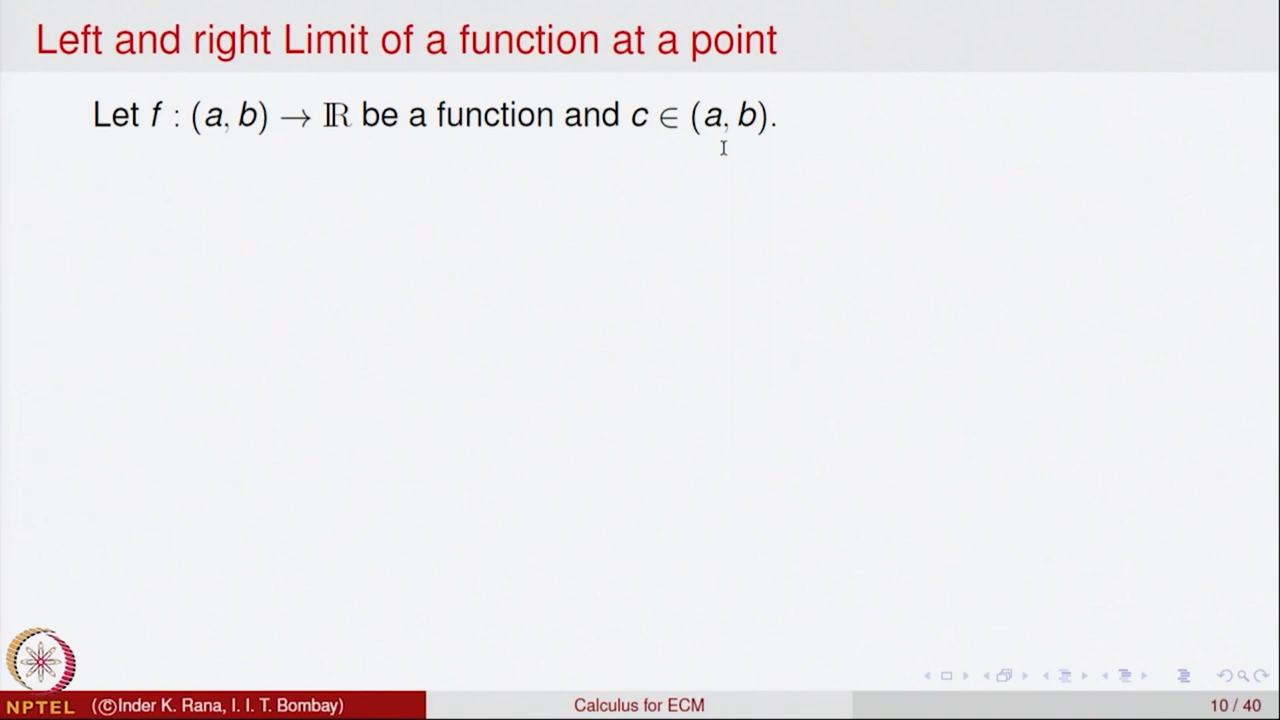 Left and right Limit of a function at a point
Let f : (a, b) → ℝ be a function and c ∈ (a, b).
NPTEL
(©Inder K. Rana, I. I. T. Bombay)
Calculus for ECM
10 / 40